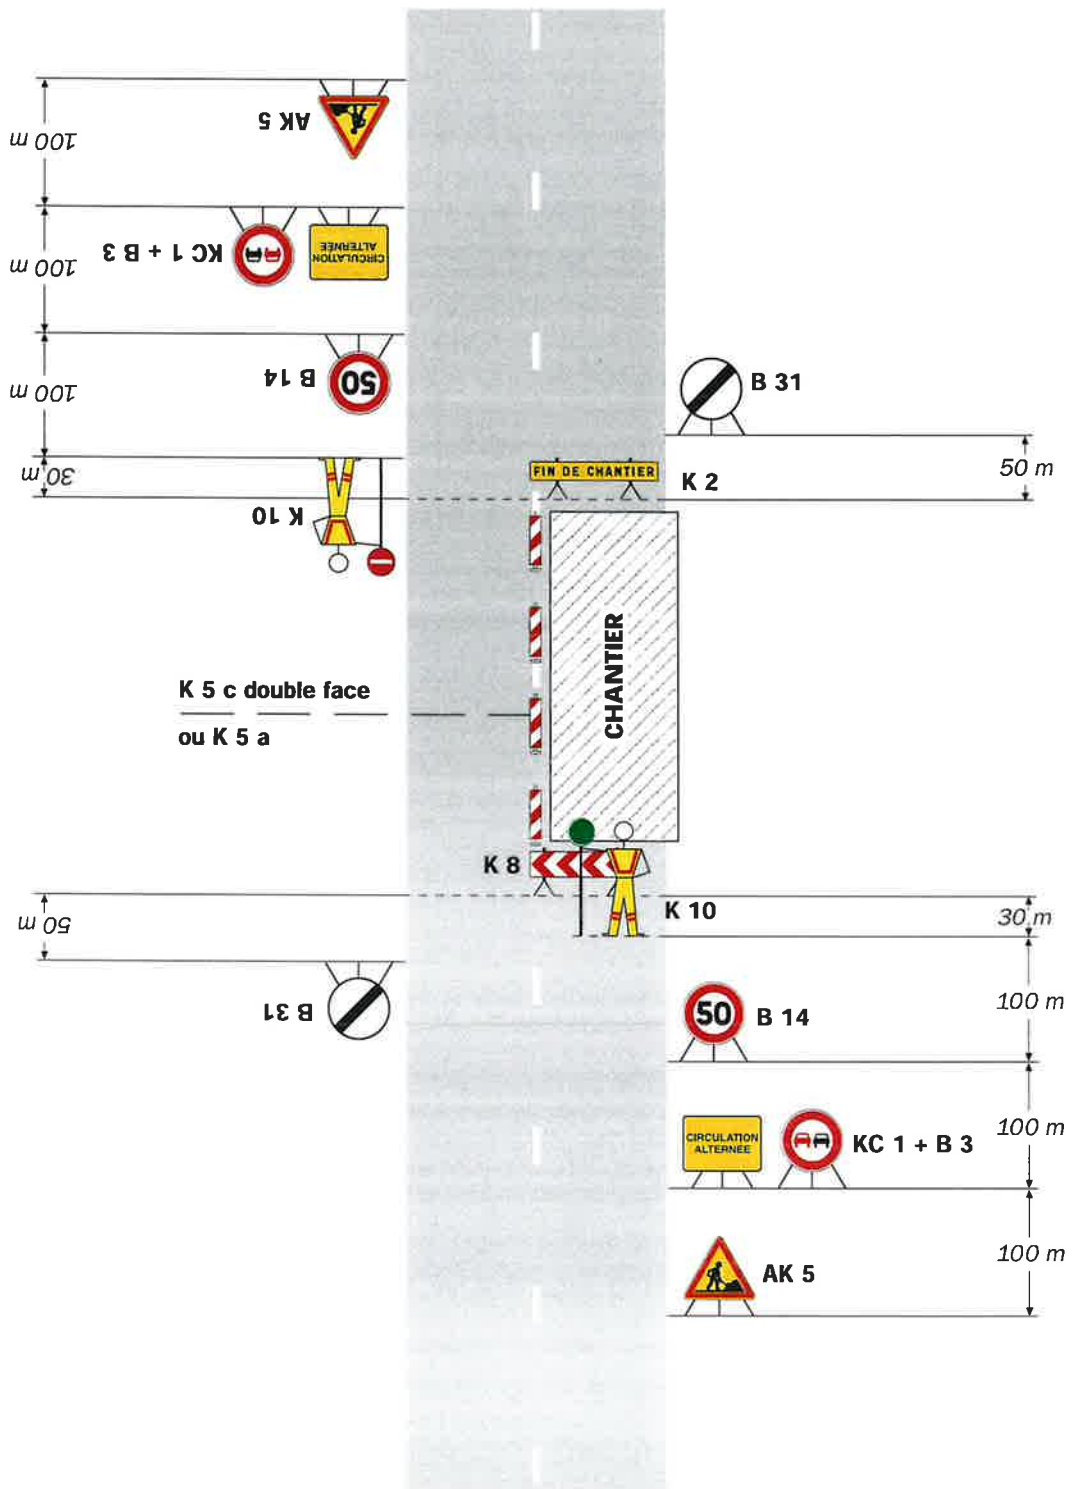 AK 5
100 m
KC 1 + B 3
CIRCULATION
ALTERNÉE
100 m
B 14
50
100 m
B 31
50 m
30 m
FIN DE CHANTIER
K 2
K 10
CHANTIER
K 5 c double face
ou K 5 a
K 8
K 10
30 m
50 m
B 31
50
B 14
100 m
CIRCULATION
ALTERNÉE
KC 1 + B 3
100 m
AK 5
100 m